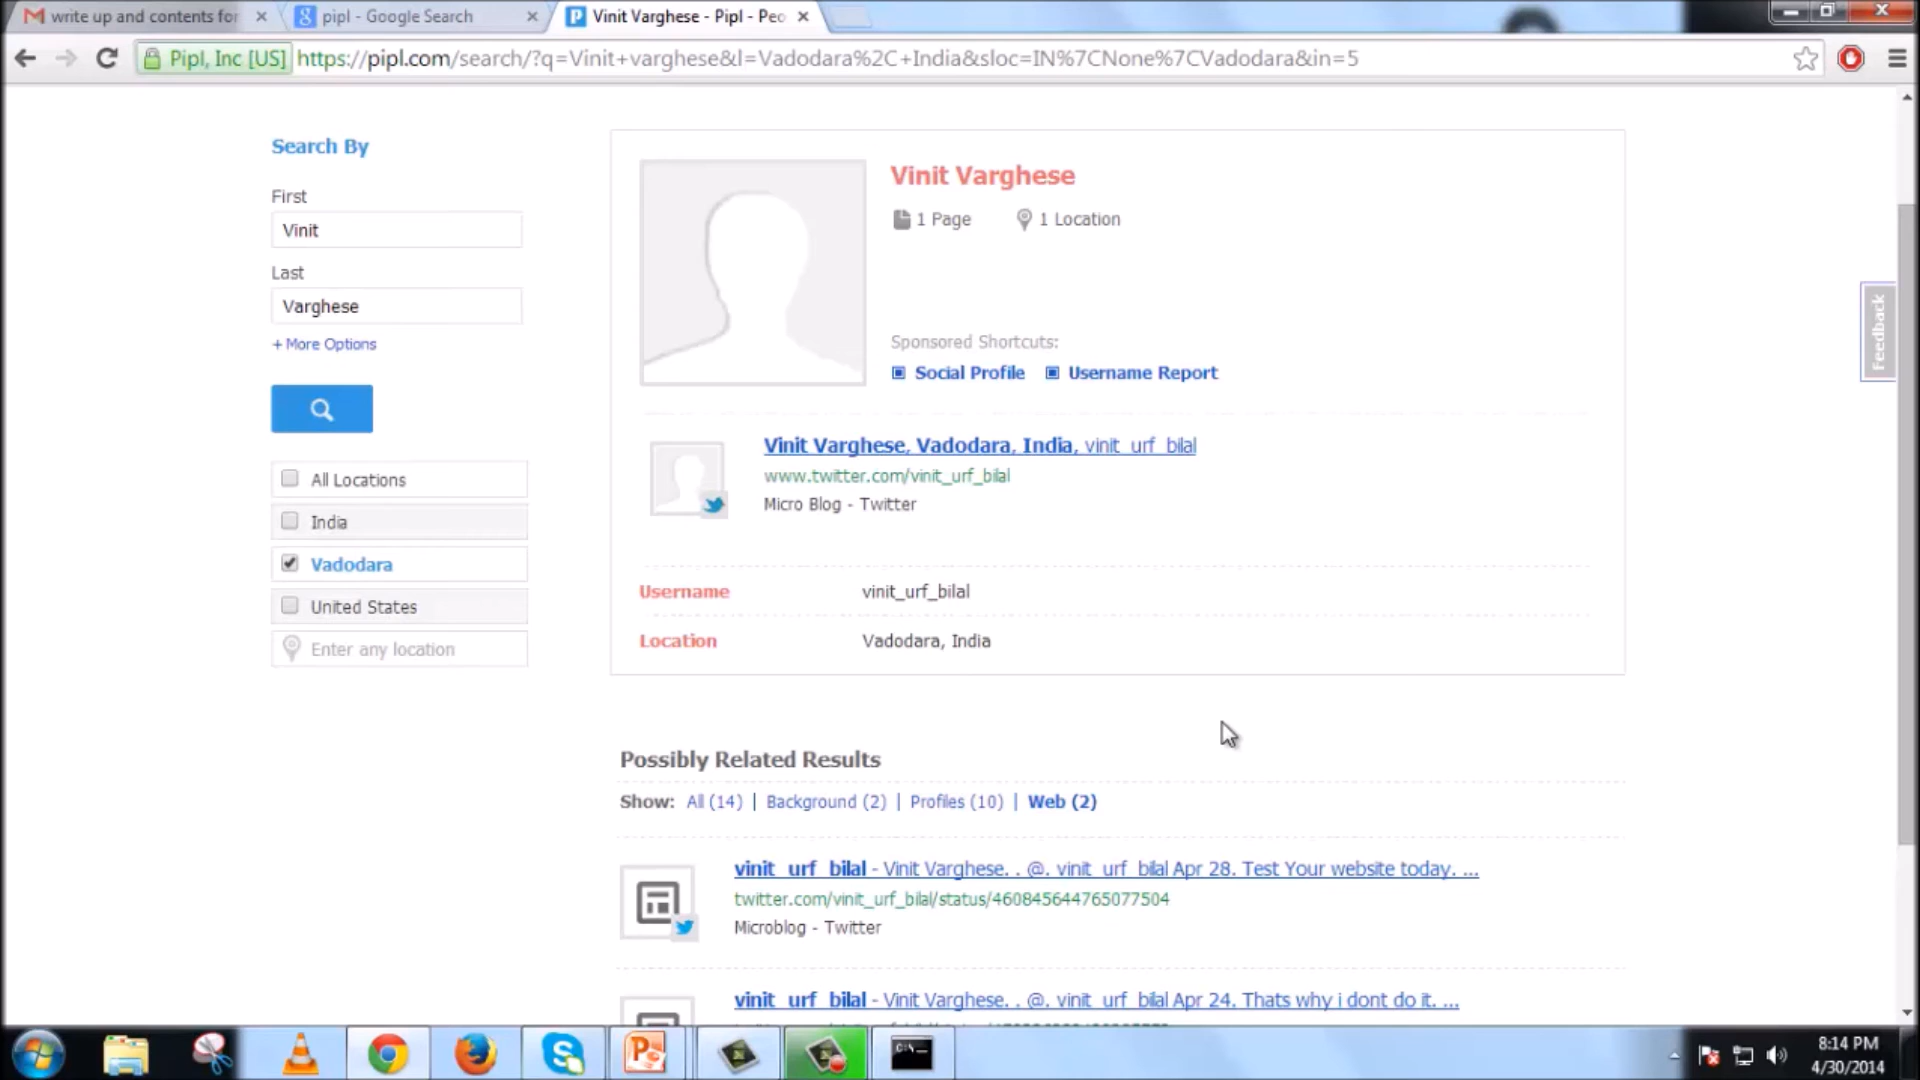 write up and contents for
pipl - Google Search
Vinit Varghese - Pipl - Peo
Pipl, Inc [US]
https://pipl.com/search/?q=Vinit+varghese&l=Vadodara%2C+India&sloc=IN%7CNone%7CVadodara&in=5
Search By
First
Vinit
Last
Varghese
+ More Options
All Locations
India
Vadodara
United States
Enter any location
Vinit Varghese
1 Page
1 Location
Sponsored Shortcuts:
Social Profile
Username Report
Vinit Varghese, Vadodara, India, vinit_urf_bilal
www.twitter.com/vinit_urf_bilal
Micro Blog - Twitter
Username vinit_urf_bilal
Location Vadodara, India
Feedback
Possibly Related Results
Show: All (14) | Background (2) | Profiles (10) | Web (2)
vinit_urf_bilal - Vinit Varghese. . @. vinit_urf_bilal Apr 28. Test Your website today. ...
twitter.com/vinit_urf_bilal/status/460845644765077504
Microblog - Twitter
vinit_urf_bilal - Vinit Varghese. . @. vinit_urf_bilal Apr 24. Thats why i dont do it. ...
8:14 PM
4/30/2014